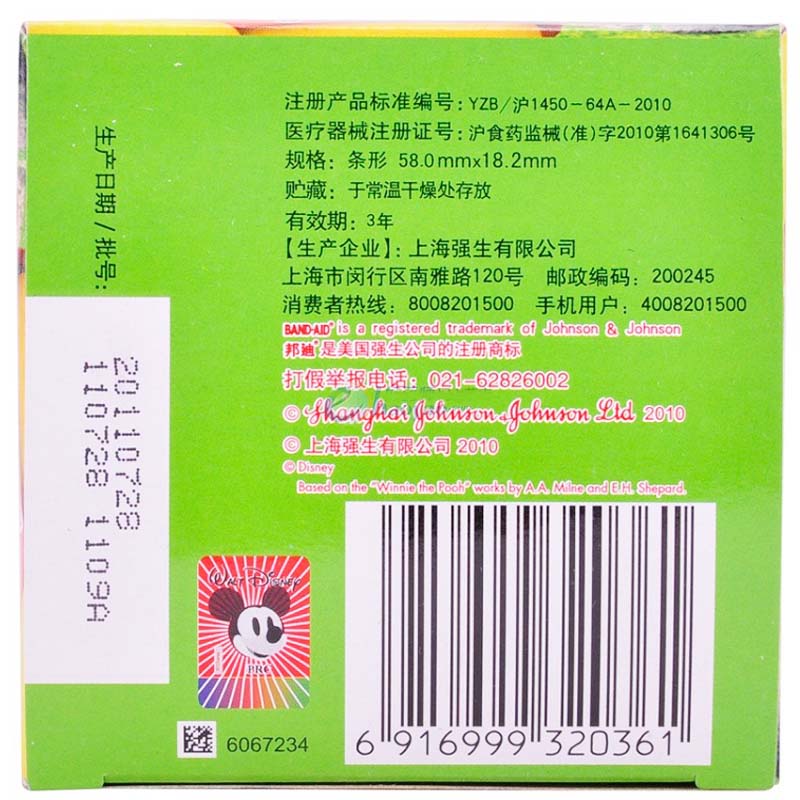 注册产品标准编号：YZB/沪1450-64A-2010
医疗器械注册证号：沪食药监械(准)字2010第1641306号
规格：条形 58.0mmx18.2mm
贮藏：于常温干燥处存放
有效期：3年
【生产企业】：上海强生有限公司
上海市闵行区南雅路120号 邮政编码：200245
消费者热线：8008201500 手机用户：4008201500
BAND-AID® is a registered trademark of Johnson & Johnson
邦迪®是美国强生公司的注册商标
打假举报电话：021-62826002
© Shanghai Johnson & Johnson Ltd 2010
© 上海强生有限公司 2010
© Disney
Based on the "Winnie the Pooh" works by A.A. Milne and E.H. Shepard.
生产日期/批号：
20110728
110728 1109A
WALT DISNEY
6067234
6 916999 320361